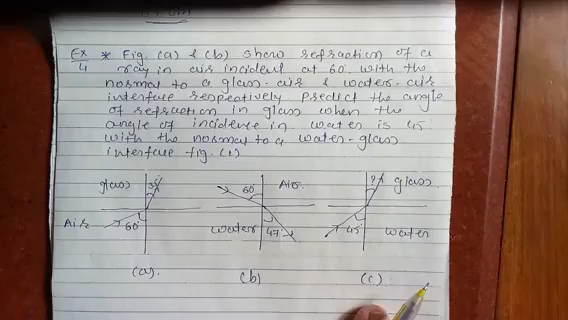 Ex/4 * Fig. (a) & (b) show refraction of a
ray in air incident at 60° with the
normal to a glass-air & water-air
interface respectively Predict the angle
of refraction in glass when the
angle of incidence in water is 45°
with the normal to a water-glass
interface fig. (c)
glass 35° 60° Air ? glass
Air 60° water 47° 45° water
(a). (b) (c).